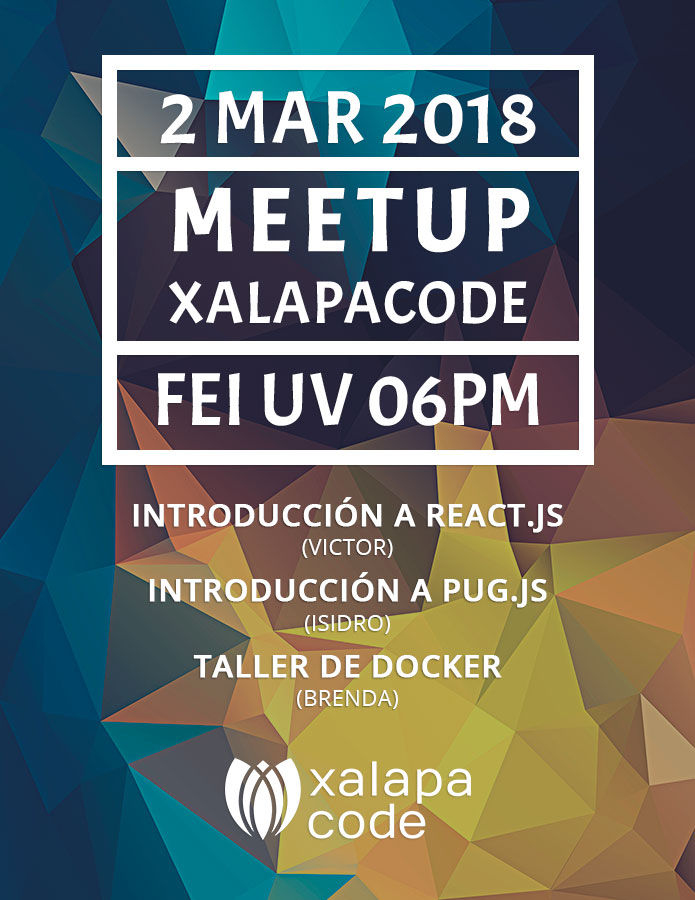 2 MAR 2018
MEETUP
XALAPACODE
FEI UV 06PM
INTRODUCCIÓN A REACT.JS
(VICTOR)
INTRODUCCIÓN A PUG.JS
(ISIDRO)
TALLER DE DOCKER
(BRENDA)
xalapa
code